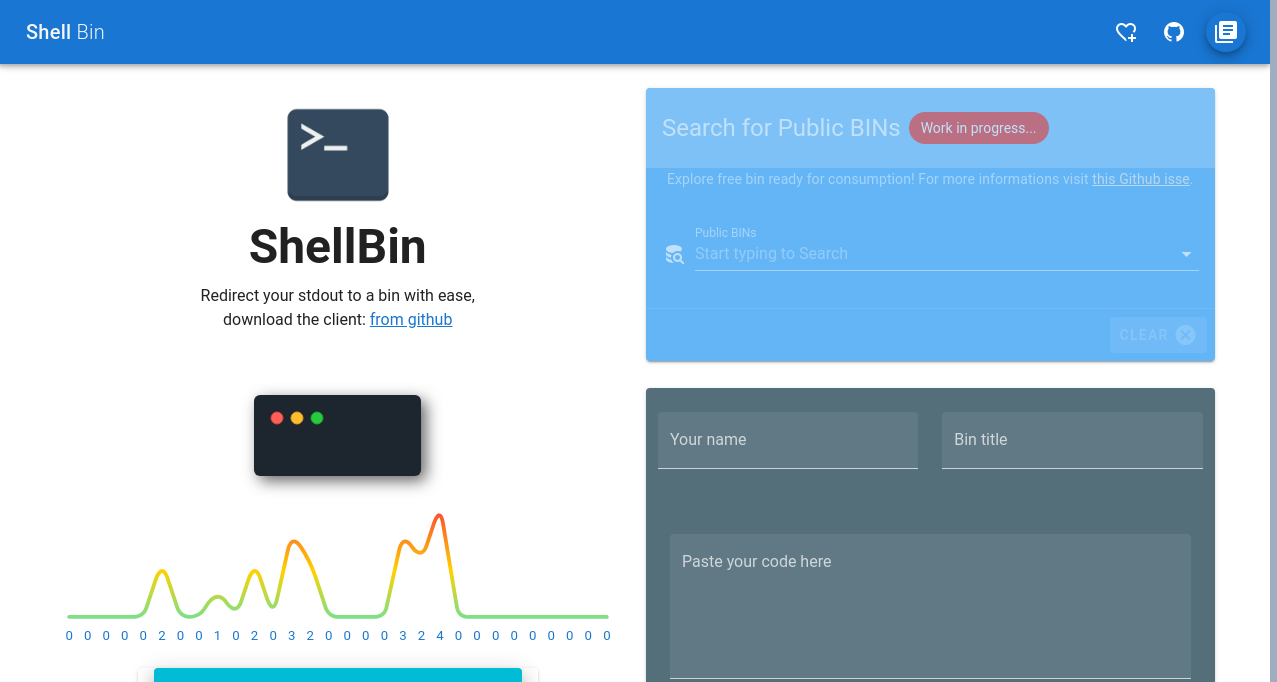 Shell Bin
>_
ShellBin
Redirect your stdout to a bin with ease,
download the client: from github
0 0 0 0 0 2 0 0 1 0 2 0 3 2 0 0 0 0 3 2 4 0 0 0 0 0 0 0 0 0
Search for Public BINs Work in progress...
Explore free bin ready for consumption! For more informations visit this Github isse.
Public BINs
Start typing to Search
CLEAR
Your name
Bin title
Paste your code here